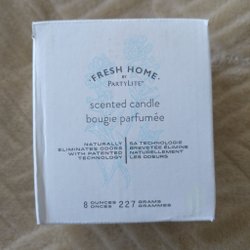 FRESH HOME
BY
PARTYLITE
scented candle
bougie parfumée
NATURALLY
ELIMINATES ODORS
WITH PATENTED
TECHNOLOGY
SA TECHNOLOGIE
BREVETÉE ÉLIMINE
NATURELLEMENT
LES ODEURS
8 OUNCES
ONCES 227 GRAMS
GRAMMES